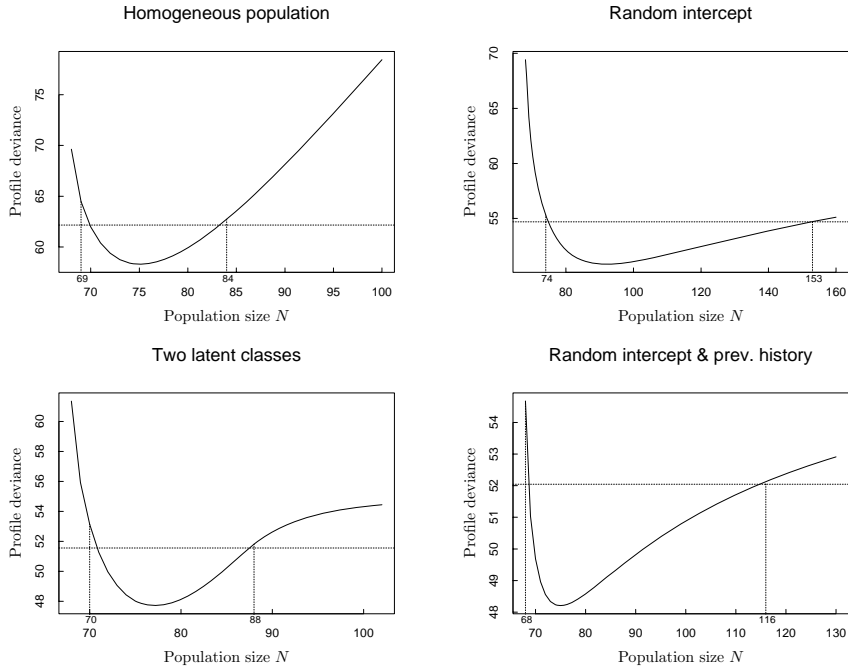 Homogeneous population
Profile deviance
75
70
65
60
69
84
70 75 80 85 90 95 100
Population size N
Random intercept
Profile deviance
70
65
60
55
74
153
80 100 120 140 160
Population size N
Two latent classes
Profile deviance
60
58
56
54
52
50
48
70
88
70 80 90 100
Population size N
Random intercept & prev. history
Profile deviance
54
53
52
51
50
49
48
68
116
70 80 90 100 110 120 130
Population size N